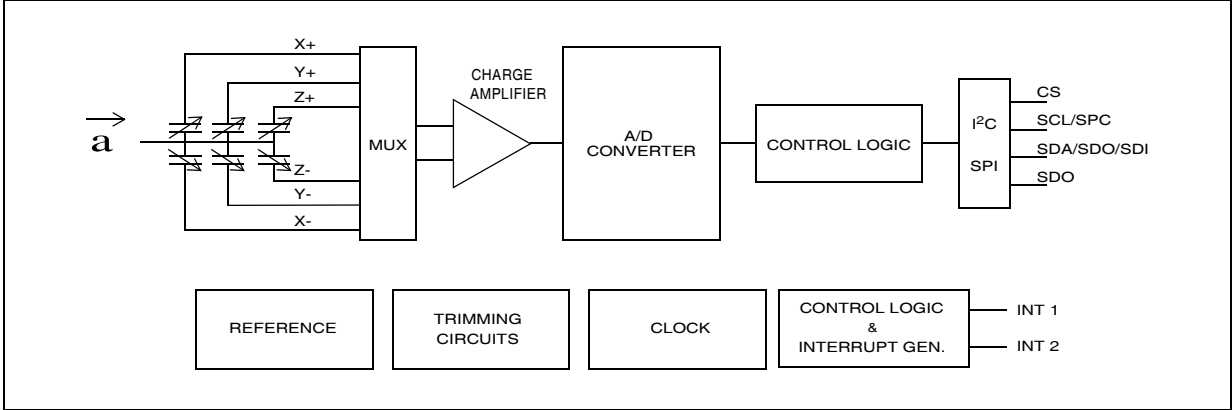 X+
Y+
Z+
a
Z-
Y-
X-
MUX
CHARGE
AMPLIFIER
A/D
CONVERTER
CONTROL LOGIC
I²C
SPI
CS
SCL/SPC
SDA/SDO/SDI
SDO
REFERENCE
TRIMMING
CIRCUITS
CLOCK
CONTROL LOGIC
&
INTERRUPT GEN.
INT 1
INT 2